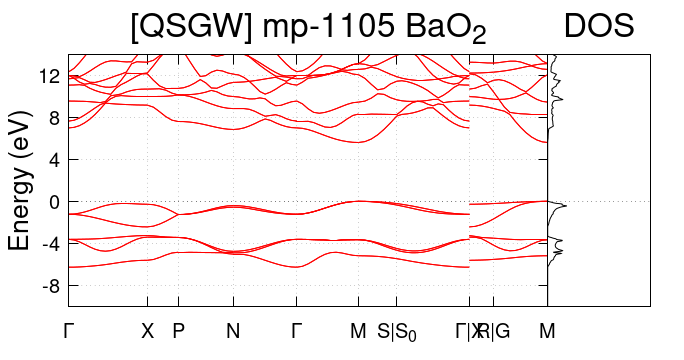 [QSGW] mp-1105 BaO₂ DOS
Energy (eV)
12
8
4
0
-4
-8
Γ X P N Γ M S|S₀ Γ|X R|G M